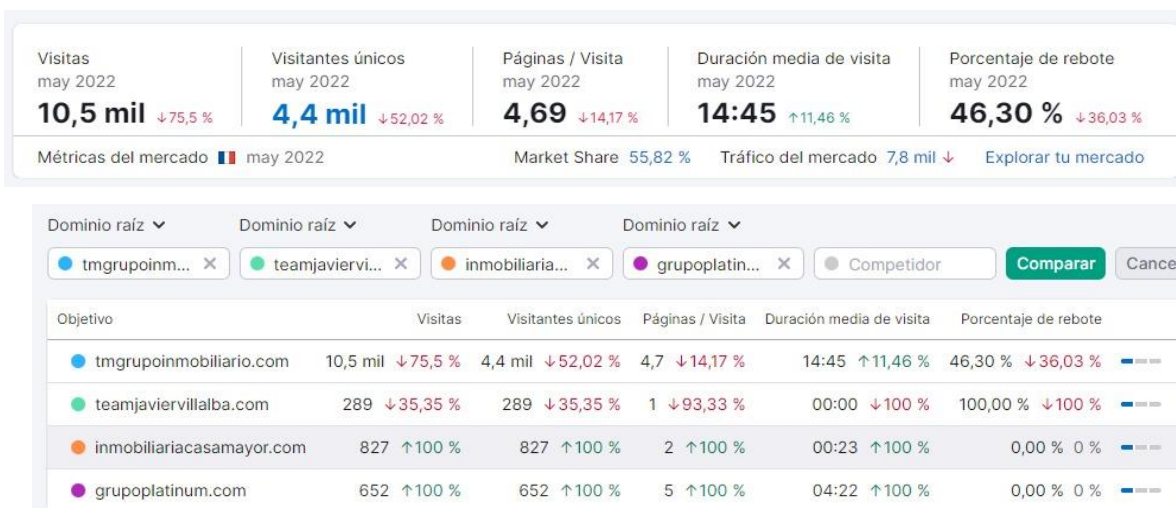 Visitas Visitantes únicos Páginas / Visita Duración media de visita Porcentaje de rebote
may 2022 may 2022 may 2022 may 2022 may 2022
10,5 mil ↓75,5 % 4,4 mil ↓52,02 % 4,69 ↓14,17 % 14:45 ↑11,46 % 46,30 % ↓36,03 %
Métricas del mercado may 2022 Market Share 55,82 % Tráfico del mercado 7,8 mil ↓ Explorar tu mercado
Dominio raíz Dominio raíz Dominio raíz Dominio raíz
tmgrupoinm... × teamjaviervi... × inmobiliaria... × grupoplatin... × Competidor Comparar Cance
Objetivo Visitas Visitantes únicos Páginas / Visita Duración media de visita Porcentaje de rebote
tmgrupoinmobiliario.com 10,5 mil ↓75,5 % 4,4 mil ↓52,02 % 4,7 ↓14,17 % 14:45 ↑11,46 % 46,30 % ↓36,03 %
teamjaviervillalba.com 289 ↓35,35 % 289 ↓35,35 % 1 ↓93,33 % 00:00 ↓100 % 100,00 % ↓100 %
inmobiliariacasamayor.com 827 ↑100 % 827 ↑100 % 2 ↑100 % 00:23 ↑100 % 0,00 % 0 %
grupoplatinum.com 652 ↑100 % 652 ↑100 % 5 ↑100 % 04:22 ↑100 % 0,00 % 0 %